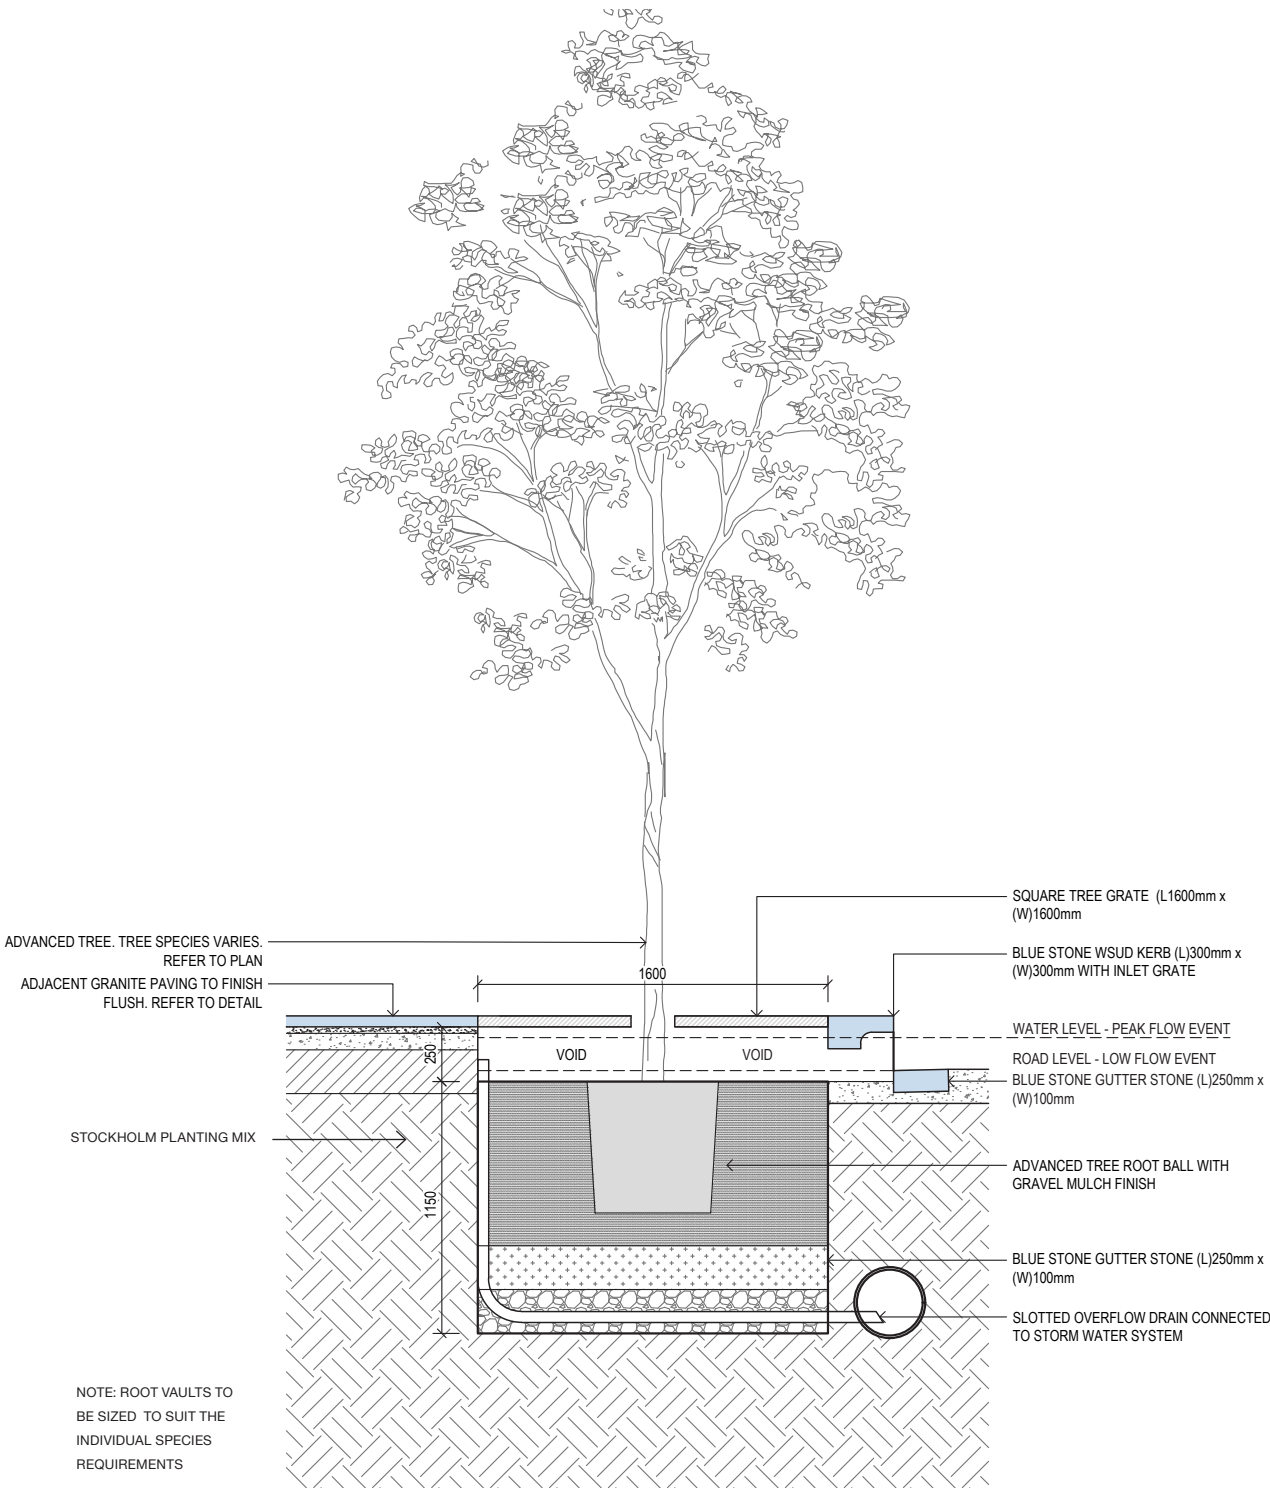 SQUARE TREE GRATE (L1600mm x
(W)1600mm
ADVANCED TREE. TREE SPECIES VARIES.
REFER TO PLAN
BLUE STONE WSUD KERB (L)300mm x
(W)300mm WITH INLET GRATE
1600
ADJACENT GRANITE PAVING TO FINISH
FLUSH. REFER TO DETAIL
WATER LEVEL - PEAK FLOW EVENT
250
VOID
VOID
ROAD LEVEL - LOW FLOW EVENT
BLUE STONE GUTTER STONE (L)250mm x
(W)100mm
STOCKHOLM PLANTING MIX
ADVANCED TREE ROOT BALL WITH
GRAVEL MULCH FINISH
1150
BLUE STONE GUTTER STONE (L)250mm x
(W)100mm
SLOTTED OVERFLOW DRAIN CONNECTED
TO STORM WATER SYSTEM
NOTE: ROOT VAULTS TO
BE SIZED TO SUIT THE
INDIVIDUAL SPECIES
REQUIREMENTS